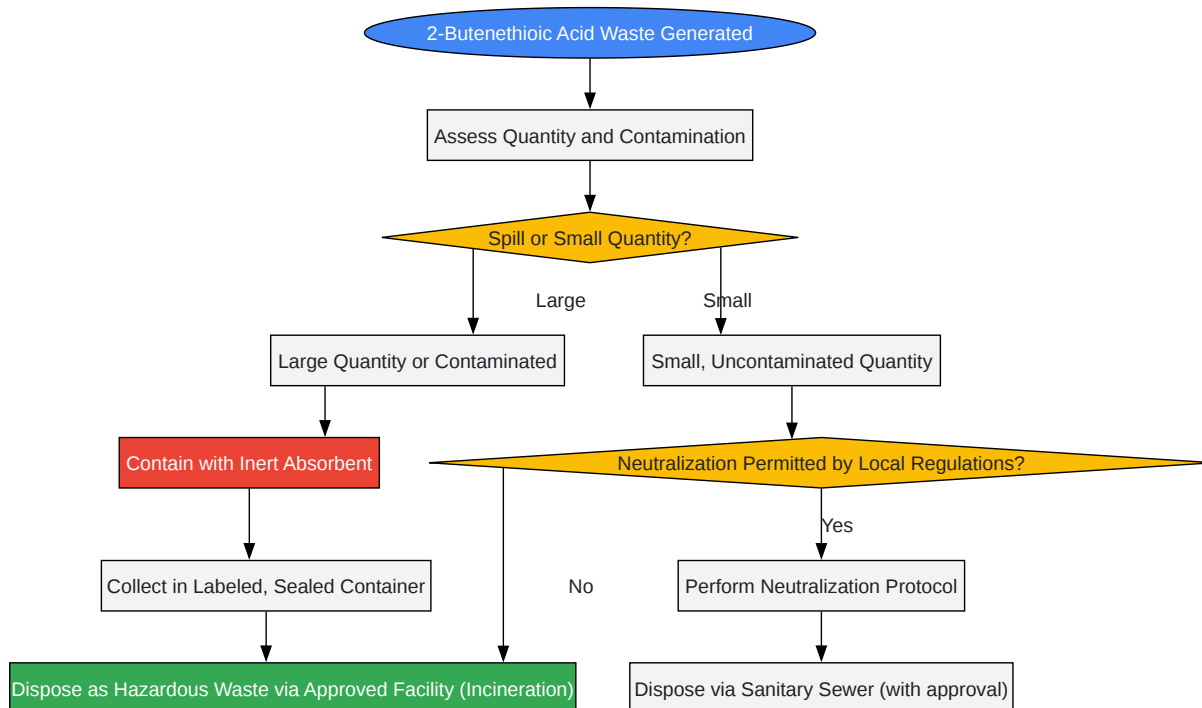 2-Butenethioic Acid Waste Generated
Assess Quantity and Contamination
Spill or Small Quantity?
Large
Small
Large Quantity or Contaminated
Small, Uncontaminated Quantity
Contain with Inert Absorbent
Neutralization Permitted by Local Regulations?
Yes
Collect in Labeled, Sealed Container
No
Perform Neutralization Protocol
Dispose as Hazardous Waste via Approved Facility (Incineration)
Dispose via Sanitary Sewer (with approval)